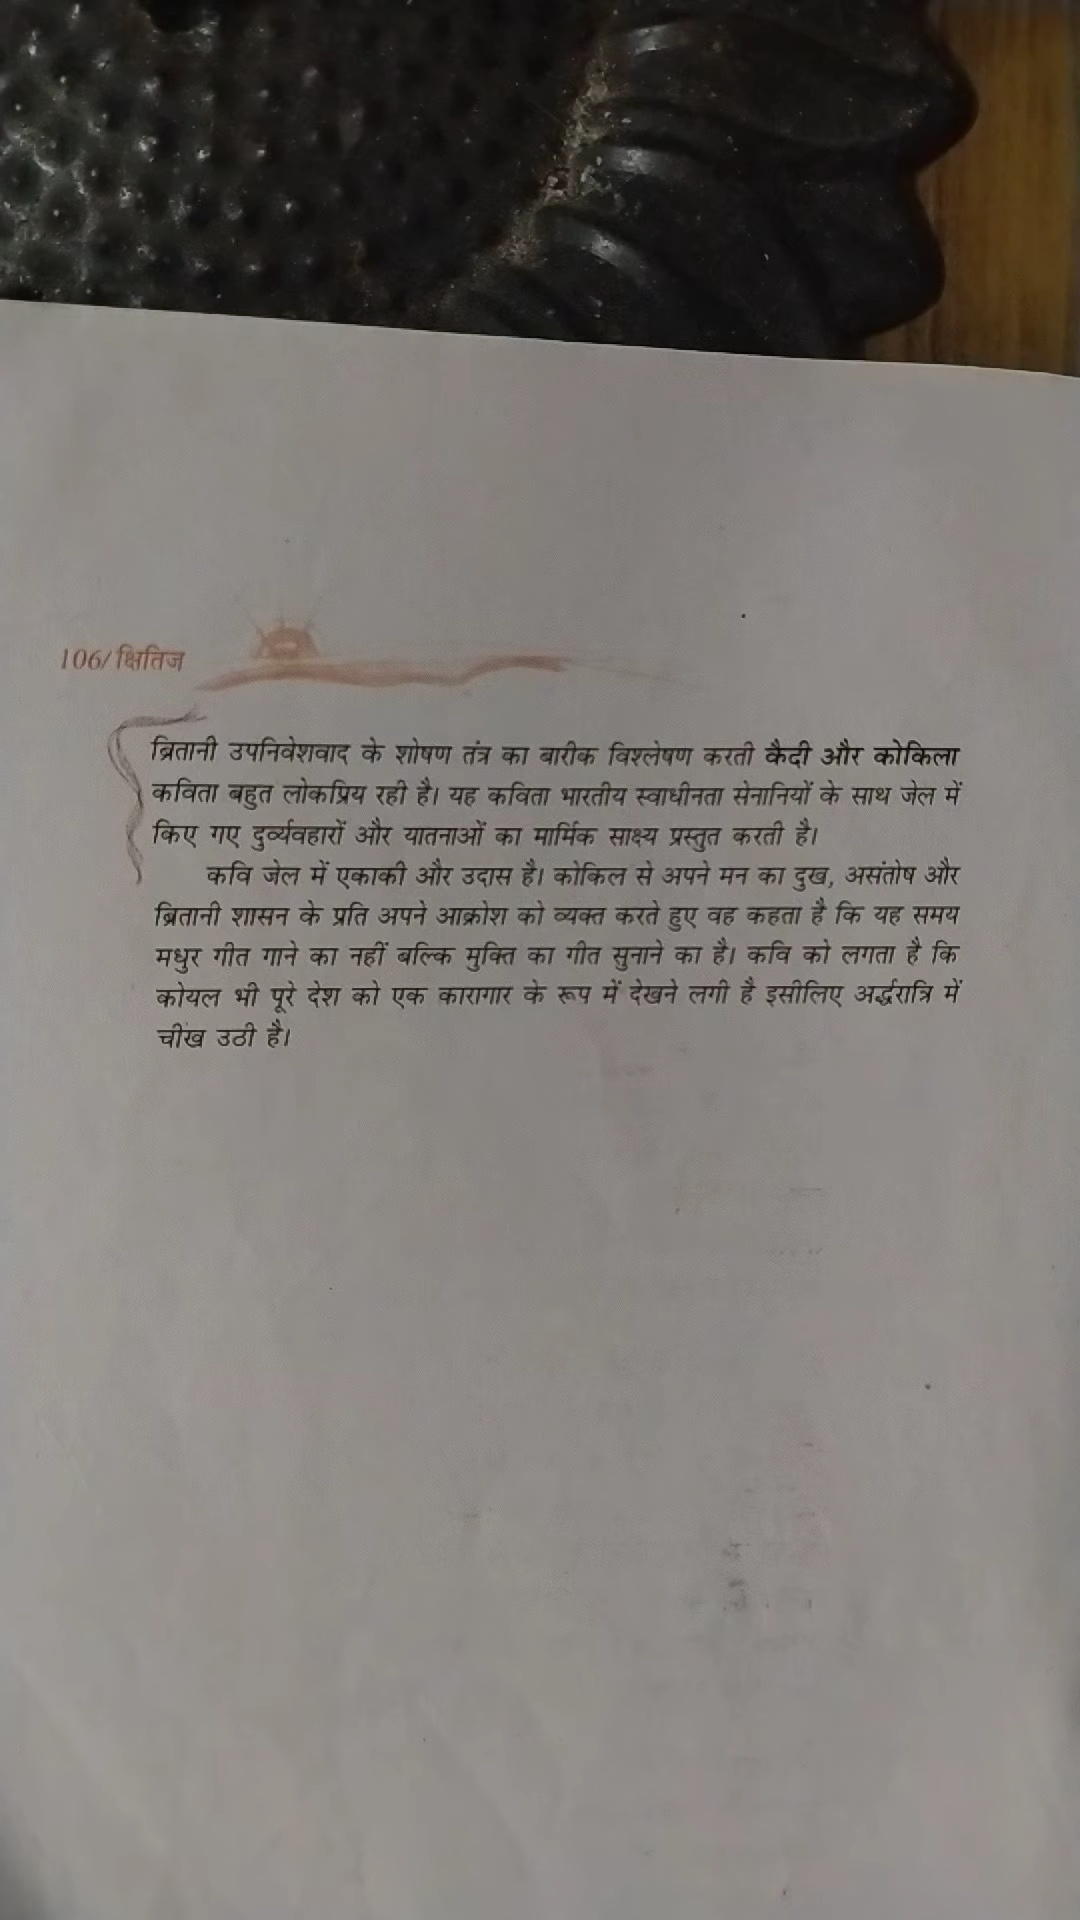 106/क्षितिज
ब्रितानी उपनिवेशवाद के शोषण तंत्र का बारीक विश्लेषण करती कैदी और कोकिला
कविता बहुत लोकप्रिय रही है। यह कविता भारतीय स्वाधीनता सेनानियों के साथ जेल में
किए गए दुर्व्यवहारों और यातनाओं का मार्मिक साक्ष्य प्रस्तुत करती है।
कवि जेल में एकाकी और उदास है। कोकिल से अपने मन का दुख, असंतोष और
ब्रितानी शासन के प्रति अपने आक्रोश को व्यक्त करते हुए वह कहता है कि यह समय
मधुर गीत गाने का नहीं बल्कि मुक्ति का गीत सुनाने का है। कवि को लगता है कि
कोयल भी पूरे देश को एक कारागार के रूप में देखने लगी है इसीलिए अर्द्धरात्रि में
चीख उठी है।